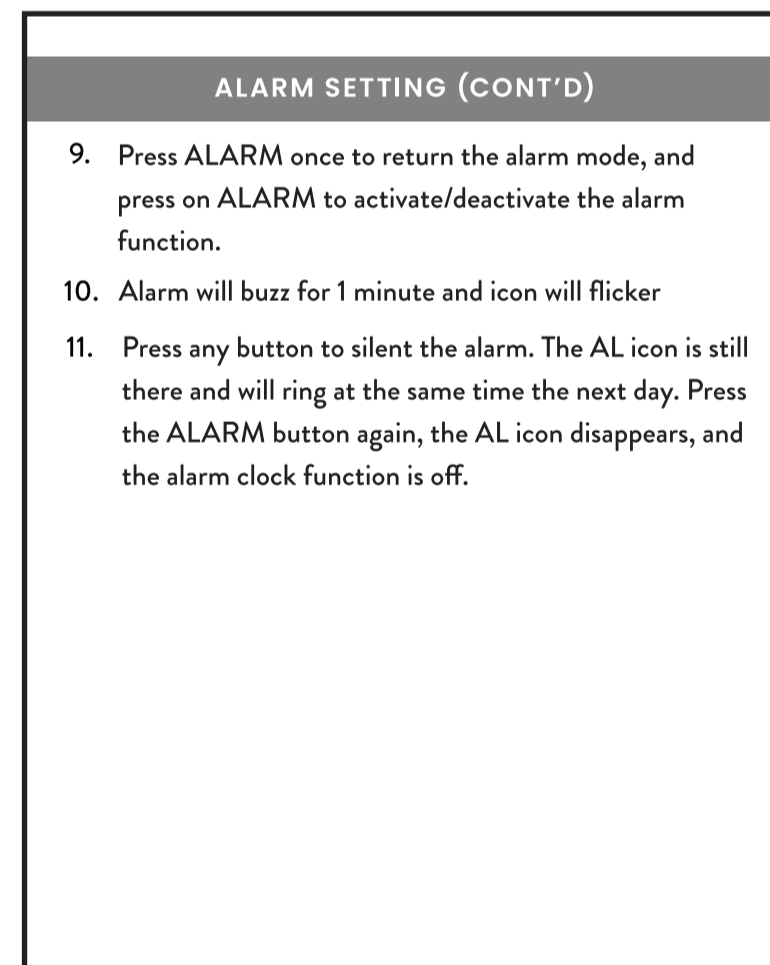 ALARM SETTING (CONT'D)
9. Press ALARM once to return the alarm mode, and
press on ALARM to activate/deactivate the alarm
function.
10. Alarm will buzz for 1 minute and icon will flicker
11. Press any button to silent the alarm. The AL icon is still
there and will ring at the same time the next day. Press
the ALARM button again, the AL icon disappears, and
the alarm clock function is off.